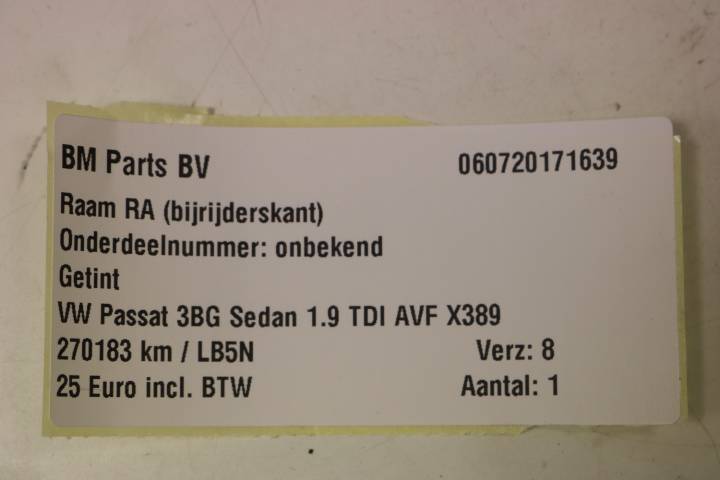 BM Parts BV 060720171639
Raam RA (bijrijderskant)
Onderdeelnummer: onbekend
Getint
VW Passat 3BG Sedan 1.9 TDI AVF X389
270183 km / LB5N Verz: 8
25 Euro incl. BTW Aantal: 1